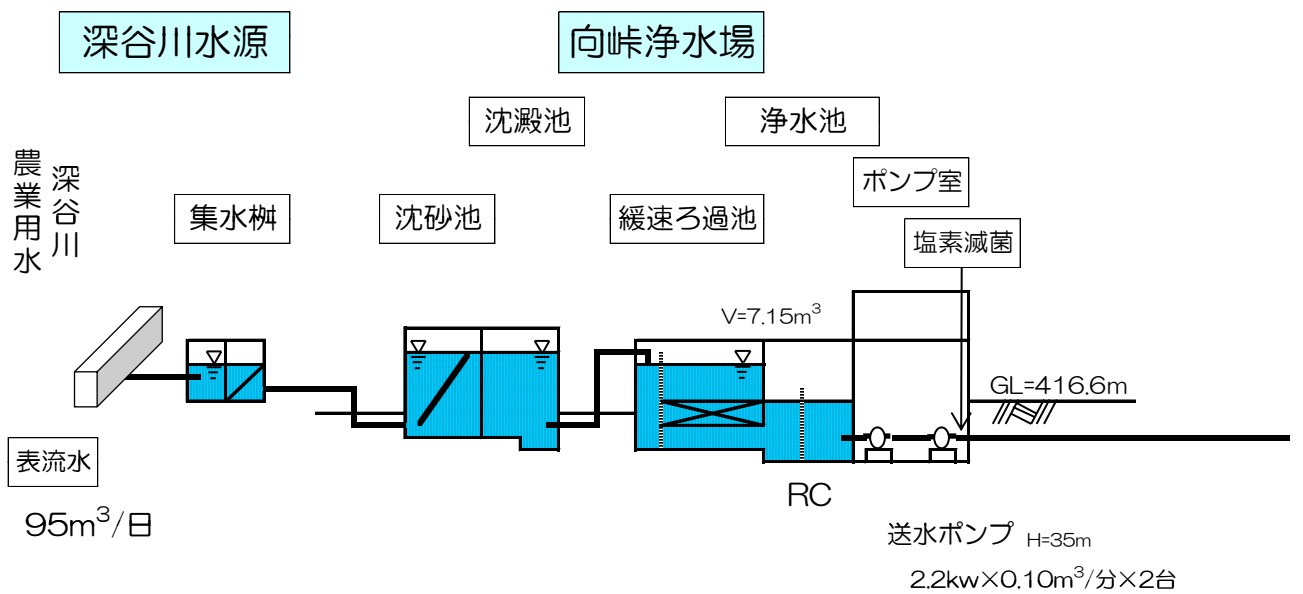 深谷川水源
向峠浄水場
沈澱池
浄水池
ポンプ室
深谷川
農業用水
集水桝
沈砂池
緩速ろ過池
塩素滅菌
V=7.15m³
GL=416.6m
表流水
95m³/日
RC
送水ポンプ H=35m
2.2kw×0.10m³/分×2台